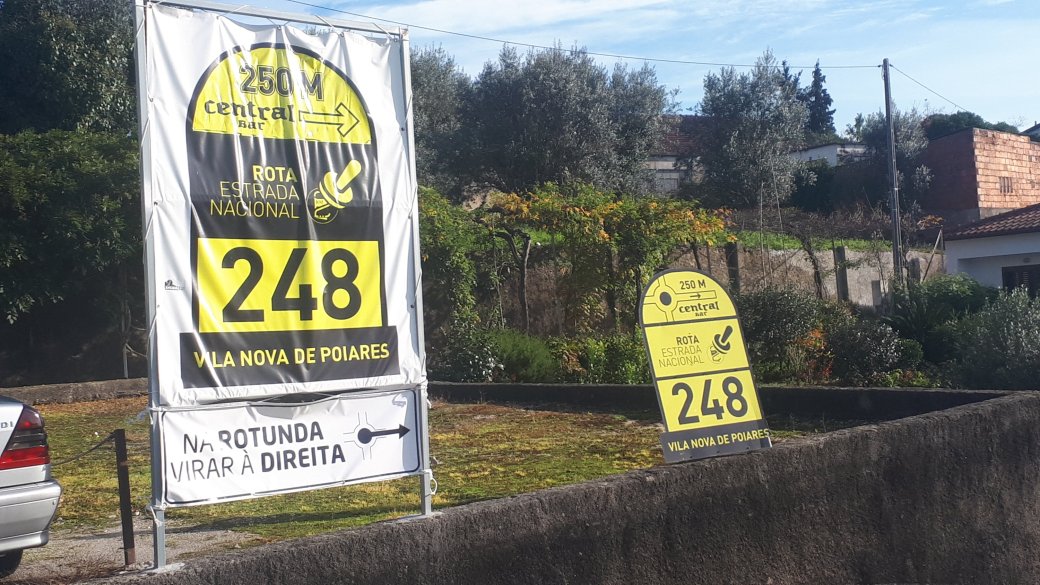 250 M
central
BAR
ROTA
ESTRADA
NACIONAL
248
VILA NOVA DE POIARES
NA ROTUNDA
VIRAR À DIREITA
250 M
central
BAR
ROTA
ESTRADA
NACIONAL
248
VILA NOVA DE POIARES